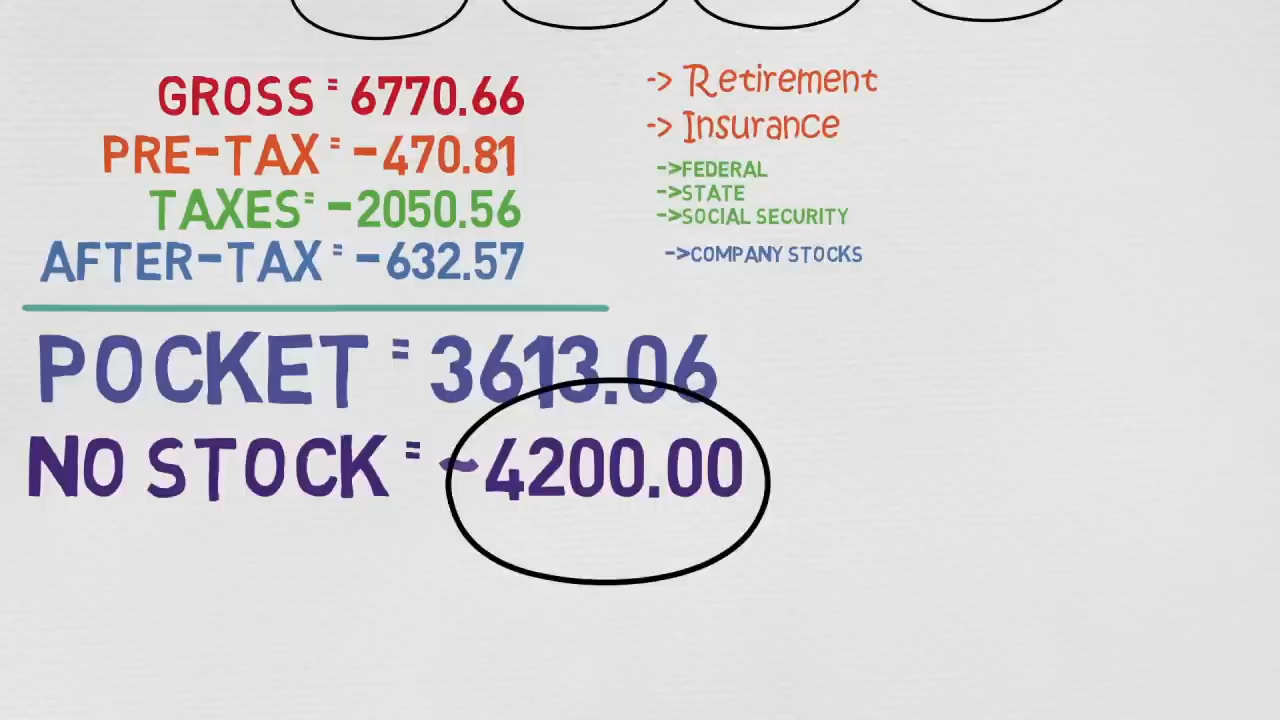 GROSS = 6770.66
PRE-TAX = -470.81
TAXES = -2050.56
AFTER-TAX = -632.57
-> Retirement
-> Insurance
->FEDERAL
->STATE
->SOCIAL SECURITY
->COMPANY STOCKS
POCKET = 3613.06
NO STOCK = ~4200.00